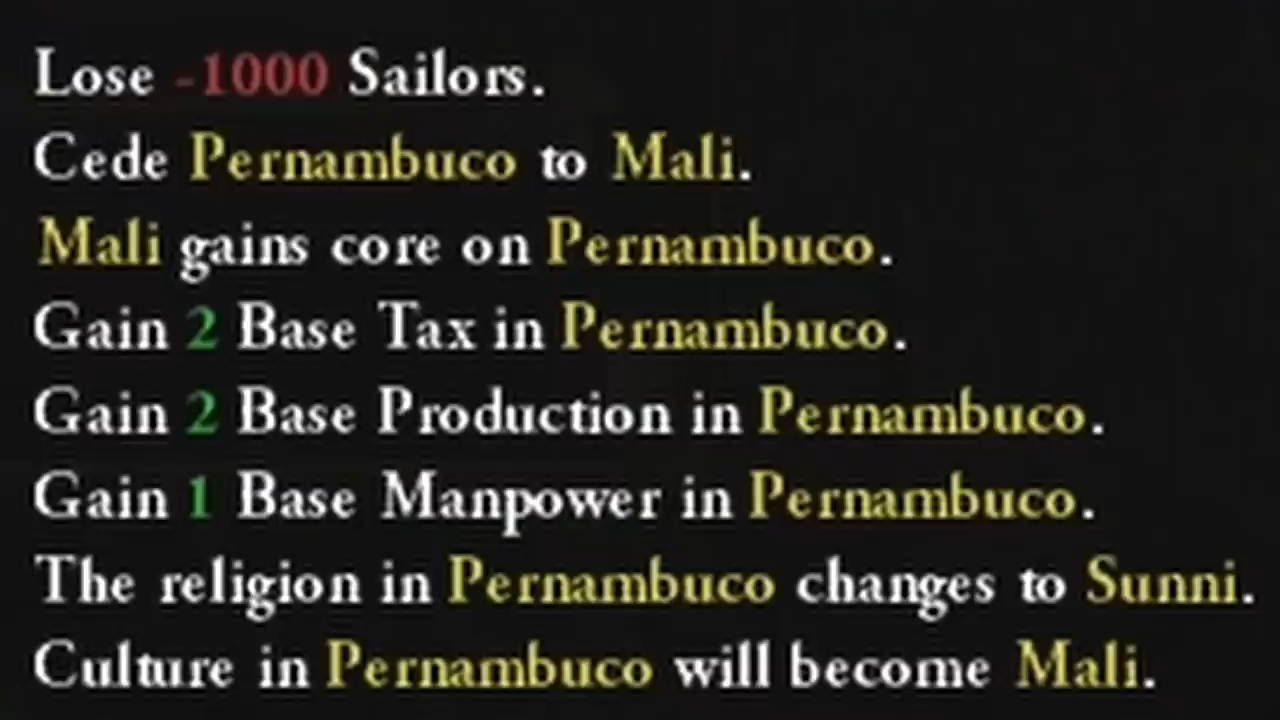 Lose -1000 Sailors.
Cede Pernambuco to Mali.
Mali gains core on Pernambuco.
Gain 2 Base Tax in Pernambuco.
Gain 2 Base Production in Pernambuco.
Gain 1 Base Manpower in Pernambuco.
The religion in Pernambuco changes to Sunni.
Culture in Pernambuco will become Mali.